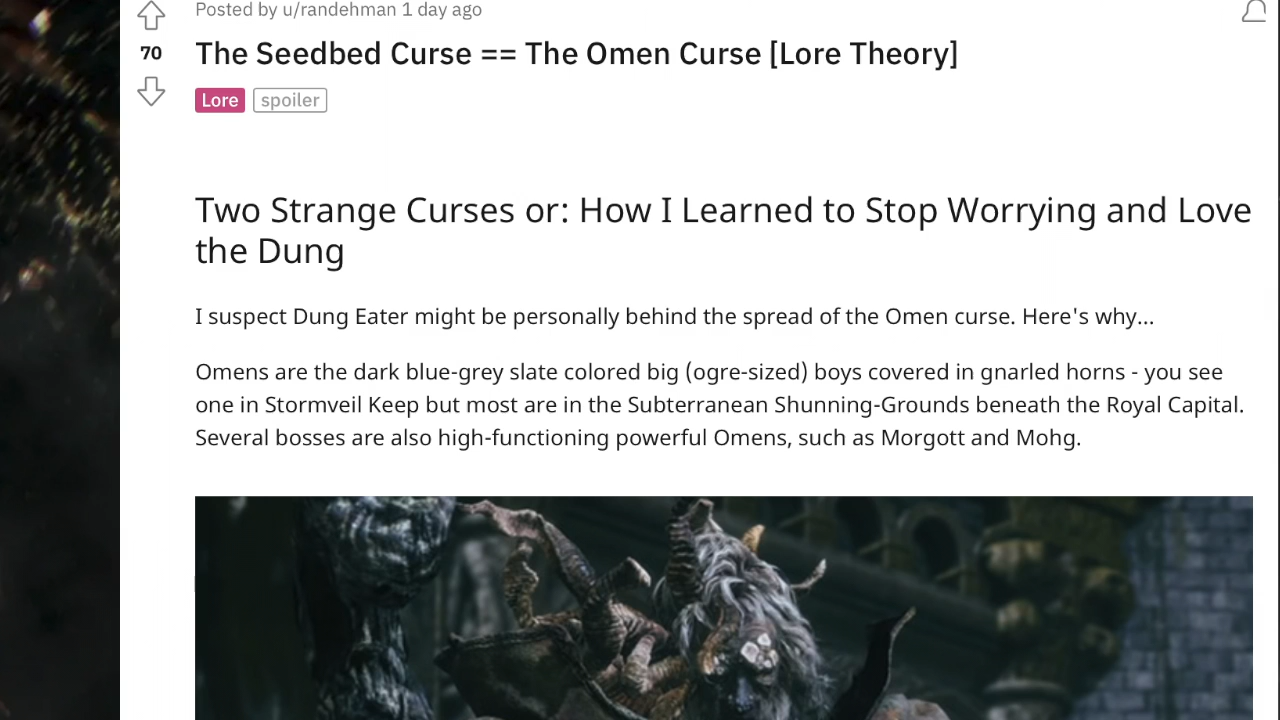 Posted by u/randehman 1 day ago
70
The Seedbed Curse == The Omen Curse [Lore Theory]
Lore spoiler
Two Strange Curses or: How I Learned to Stop Worrying and Love
the Dung
I suspect Dung Eater might be personally behind the spread of the Omen curse. Here's why...
Omens are the dark blue-grey slate colored big (ogre-sized) boys covered in gnarled horns - you see
one in Stormveil Keep but most are in the Subterranean Shunning-Grounds beneath the Royal Capital.
Several bosses are also high-functioning powerful Omens, such as Morgott and Mohg.